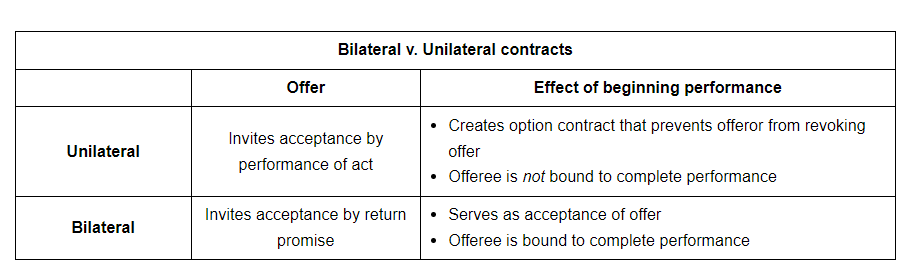 Bilateral v. Unilateral contracts
Offer
Effect of beginning performance
Unilateral
Invites acceptance by
performance of act
• Creates option contract that prevents offeror from revoking
offer
• Offeree is not bound to complete performance
Bilateral
Invites acceptance by return
promise
• Serves as acceptance of offer
• Offeree is bound to complete performance